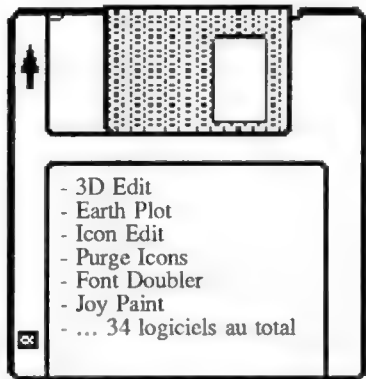 - 3D Edit
- Earth Plot
- Icon Edit
- Purge Icons
- Font Doubler
- Joy Paint
- ... 34 logiciels au total